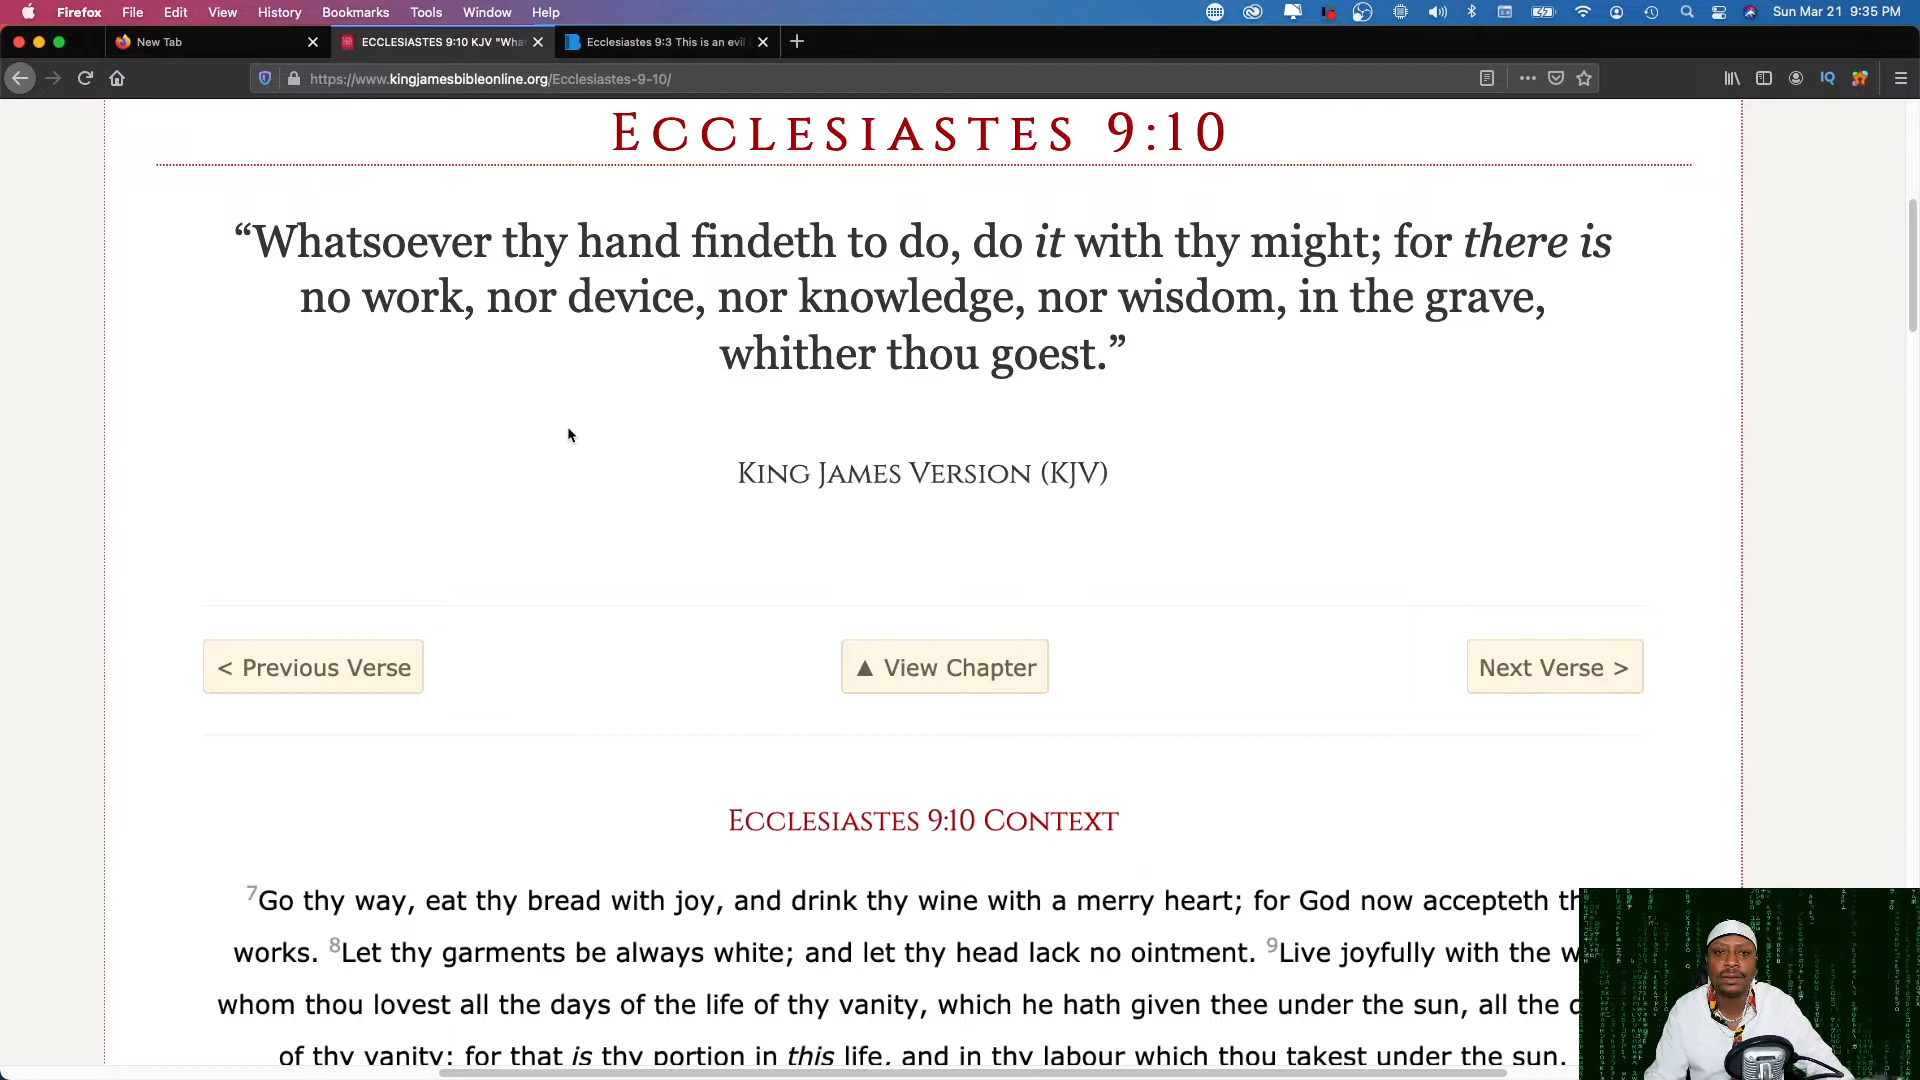 Firefox File Edit View History Bookmarks Tools Window Help Sun Mar 21 9:35 PM
New Tab ECCLESIASTES 9:10 KJV "Wha Ecclesiastes 9:3 This is an evil
https://www.kingjamesbibleonline.org/Ecclesiastes-9-10/ IQ
Ecclesiastes 9:10
“Whatsoever thy hand findeth to do, do it with thy might; for there is
no work, nor device, nor knowledge, nor wisdom, in the grave,
whither thou goest.”
King James Version (KJV)
< Previous Verse ▲ View Chapter Next Verse >
Ecclesiastes 9:10 Context
7Go thy way, eat thy bread with joy, and drink thy wine with a merry heart; for God now accepteth th
works. 8Let thy garments be always white; and let thy head lack no ointment. 9Live joyfully with the w
whom thou lovest all the days of the life of thy vanity, which he hath given thee under the sun, all the d
of thy vanity: for that is thy portion in this life, and in thy labour which thou takest under the sun.